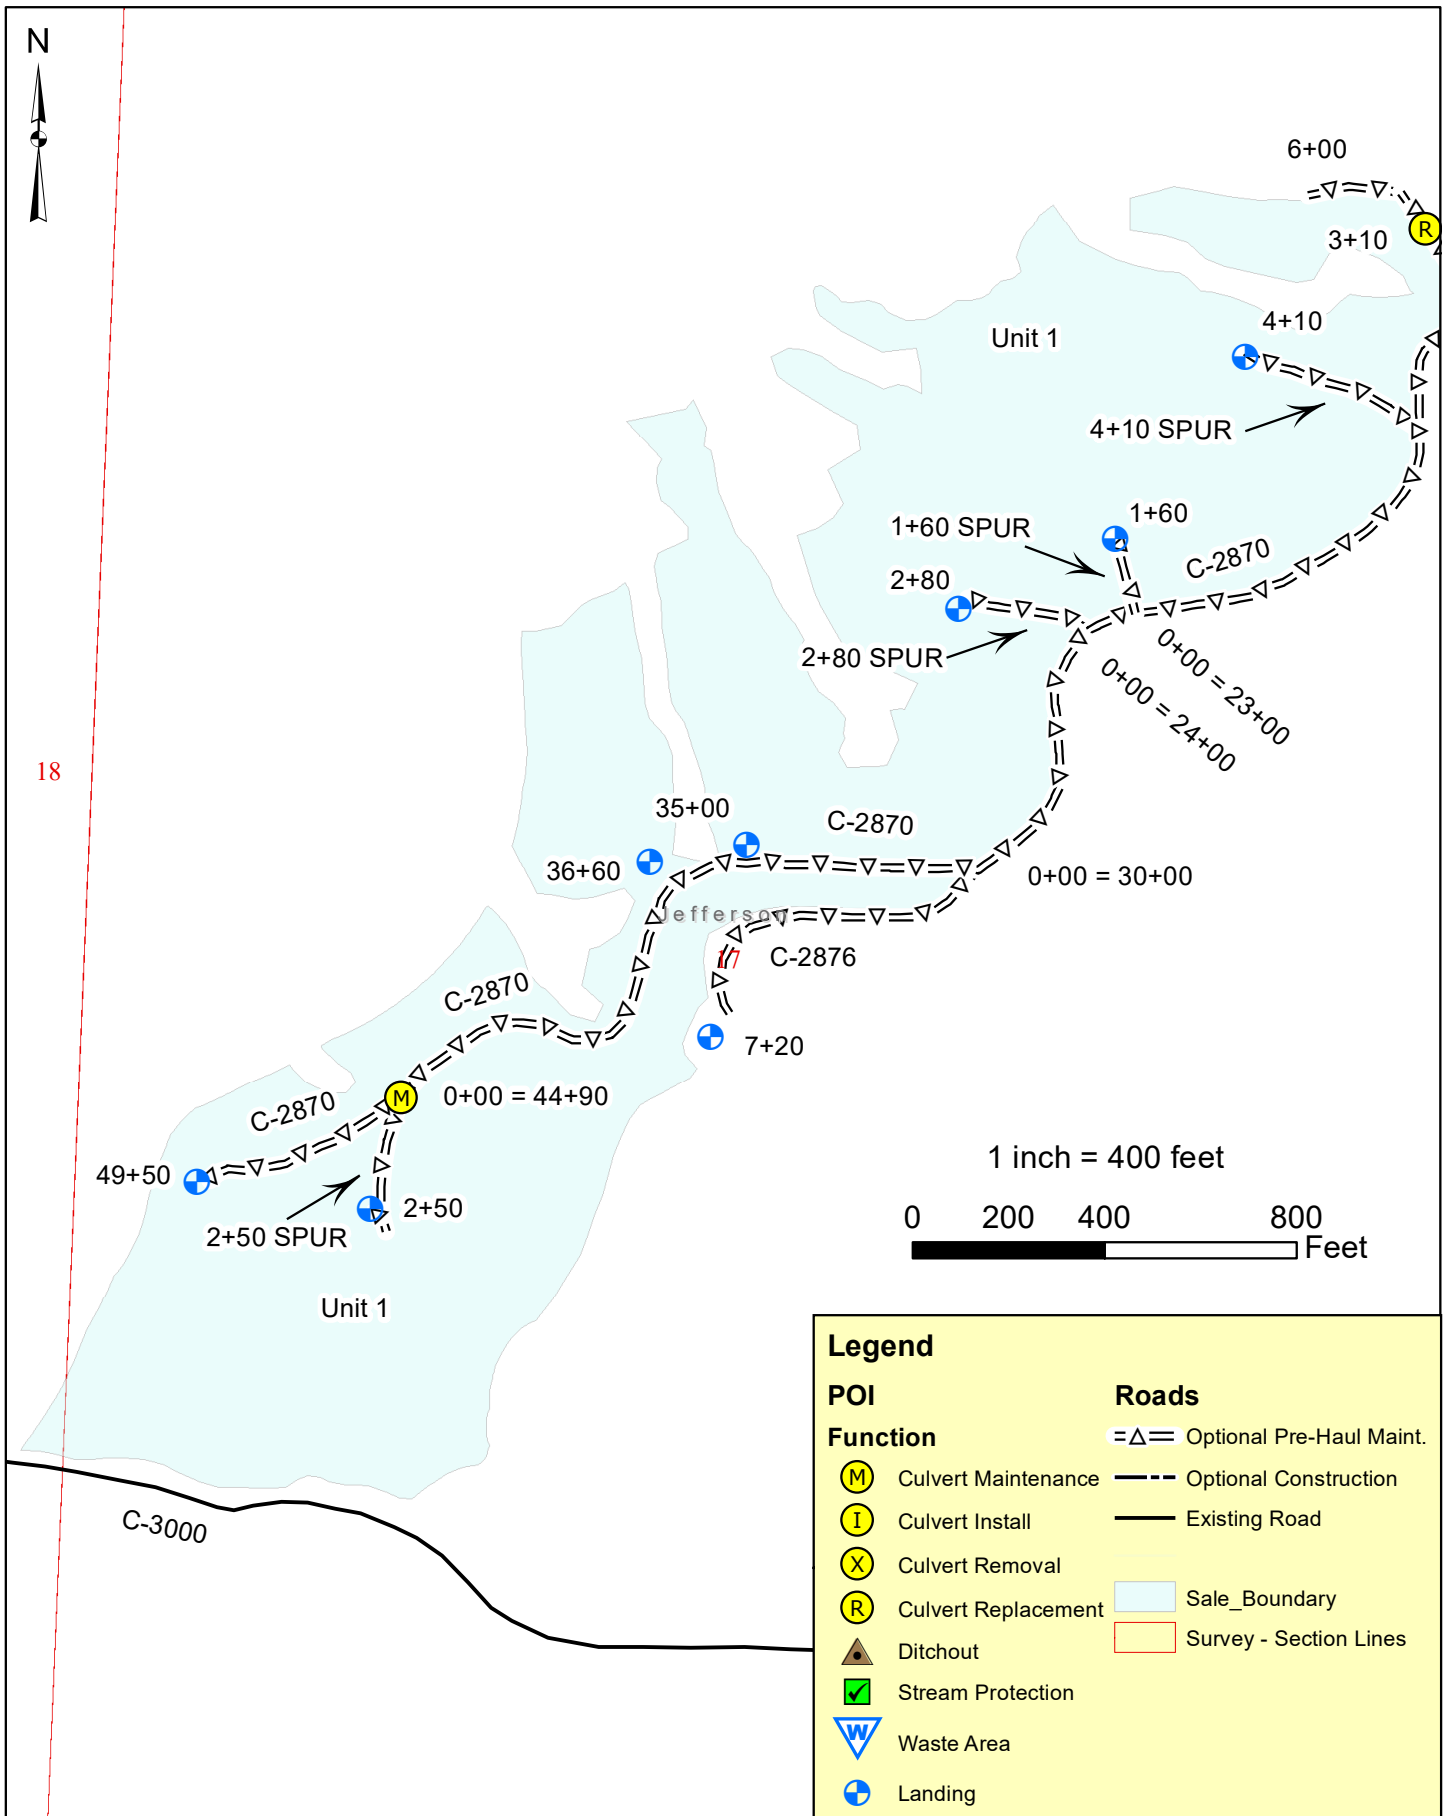 N
6+00
R
3+10
Unit 1
4+10
4+10 SPUR
1+60
1+60 SPUR
C-2870
2+80
2+80 SPUR
0+00 = 23+00
0+00 = 24+00
18
35+00
C-2870
36+60
0+00 = 30+00
Jefferson
17
C-2876
C-2870
7+20
M
0+00 = 44+90
C-2870
49+50
2+50
2+50 SPUR
1 inch = 400 feet
0 200 400 800
Feet
Unit 1
C-3000
Legend
POI
Roads
Function
Optional Pre-Haul Maint.
M Culvert Maintenance
Optional Construction
I Culvert Install
Existing Road
X Culvert Removal
R Culvert Replacement
Sale_Boundary
Survey - Section Lines
Ditchout
Stream Protection
W Waste Area
Landing